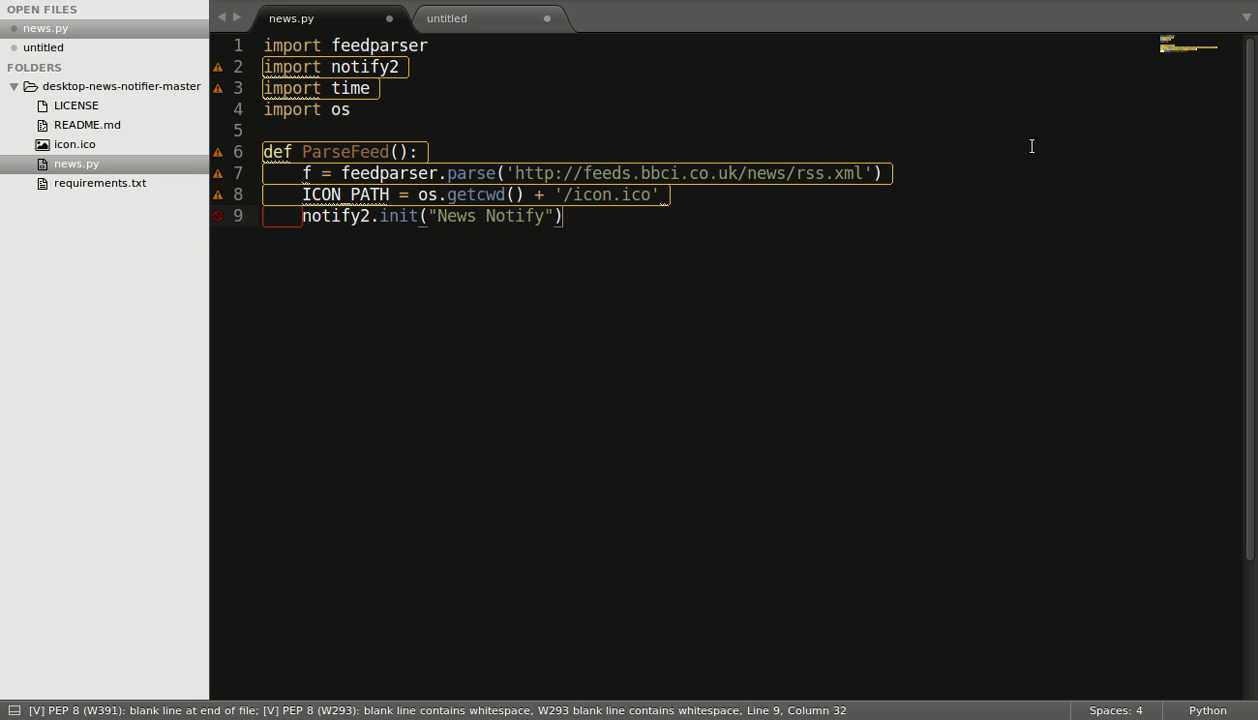 OPEN FILES
news.py
untitled
FOLDERS
desktop-news-notifier-master
LICENSE
README.md
icon.ico
news.py
requirements.txt
news.py
untitled
1 import feedparser
2 import notify2
3 import time
4 import os
5
6 def ParseFeed():
7 f = feedparser.parse('http://feeds.bbci.co.uk/news/rss.xml')
8 ICON_PATH = os.getcwd() + '/icon.ico'
9 notify2.init("News Notify")
[V] PEP 8 (W391): blank line at end of file; [V] PEP 8 (W293): blank line contains whitespace, W293 blank line contains whitespace, Line 9, Column 32
Spaces: 4
Python